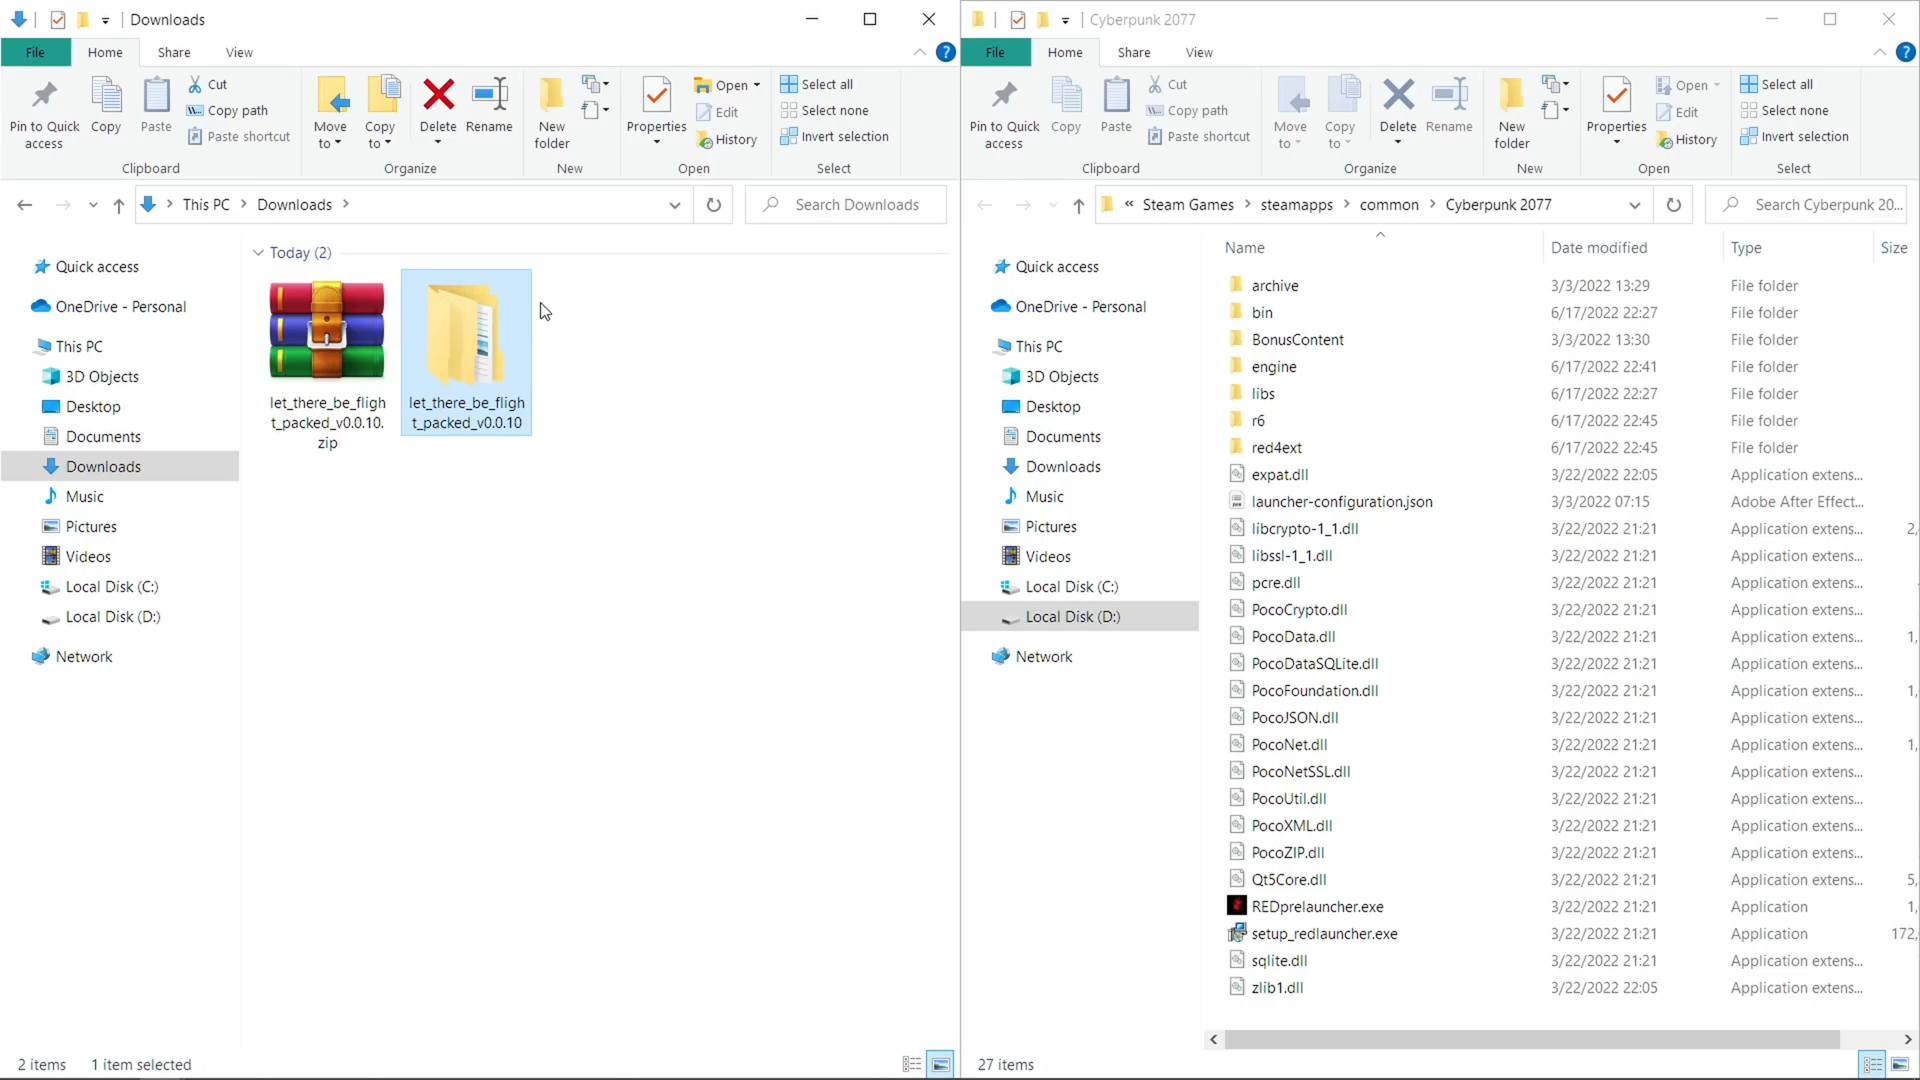 Downloads
File Home Share View
Pin to Quick access
Copy
Paste
Cut
Copy path
Paste shortcut
Clipboard
Move to
Copy to
Delete
Rename
Organize
New folder
New
Properties
Open
Edit
History
Open
Select all
Select none
Invert selection
Select
This PC > Downloads >
Search Downloads
Quick access
OneDrive - Personal
This PC
3D Objects
Desktop
Documents
Downloads
Music
Pictures
Videos
Local Disk (C:)
Local Disk (D:)
Network
Today (2)
let_there_be_fligh
t_packed_v0.0.10.
zip
let_there_be_fligh
t_packed_v0.0.10
2 items 1 item selected
Cyberpunk 2077
File Home Share View
Pin to Quick access
Copy
Paste
Cut
Copy path
Paste shortcut
Clipboard
Move to
Copy to
Delete
Rename
Organize
New folder
New
Properties
Open
Edit
History
Open
Select all
Select none
Invert selection
Select
« Steam Games > steamapps > common > Cyberpunk 2077
Search Cyberpunk 20...
Quick access
OneDrive - Personal
This PC
3D Objects
Desktop
Documents
Downloads
Music
Pictures
Videos
Local Disk (C:)
Local Disk (D:)
Network
Name Date modified Type Size
archive 3/3/2022 13:29 File folder
bin 6/17/2022 22:27 File folder
BonusContent 3/3/2022 13:30 File folder
engine 6/17/2022 22:41 File folder
libs 6/17/2022 22:27 File folder
r6 6/17/2022 22:45 File folder
red4ext 6/17/2022 22:45 File folder
expat.dll 3/22/2022 22:05 Application extens...
launcher-configuration.json 3/3/2022 07:15 Adobe After Effect...
libcrypto-1_1.dll 3/22/2022 21:21 Application extens... 2,
libssl-1_1.dll 3/22/2022 21:21 Application extens...
pcre.dll 3/22/2022 21:21 Application extens...
PocoCrypto.dll 3/22/2022 21:21 Application extens...
PocoData.dll 3/22/2022 21:21 Application extens... 1,
PocoDataSQLite.dll 3/22/2022 21:21 Application extens...
PocoFoundation.dll 3/22/2022 21:21 Application extens... 1,
PocoJSON.dll 3/22/2022 21:21 Application extens...
PocoNet.dll 3/22/2022 21:21 Application extens... 1,
PocoNetSSL.dll 3/22/2022 21:21 Application extens...
PocoUtil.dll 3/22/2022 21:21 Application extens...
PocoXML.dll 3/22/2022 21:21 Application extens...
PocoZIP.dll 3/22/2022 21:21 Application extens...
Qt5Core.dll 3/22/2022 21:21 Application extens... 5,
REDprelauncher.exe 3/22/2022 21:21 Application 1,
setup_redlauncher.exe 3/22/2022 21:21 Application 172,
sqlite.dll 3/22/2022 21:21 Application extens...
zlib1.dll 3/22/2022 22:05 Application extens...
27 items